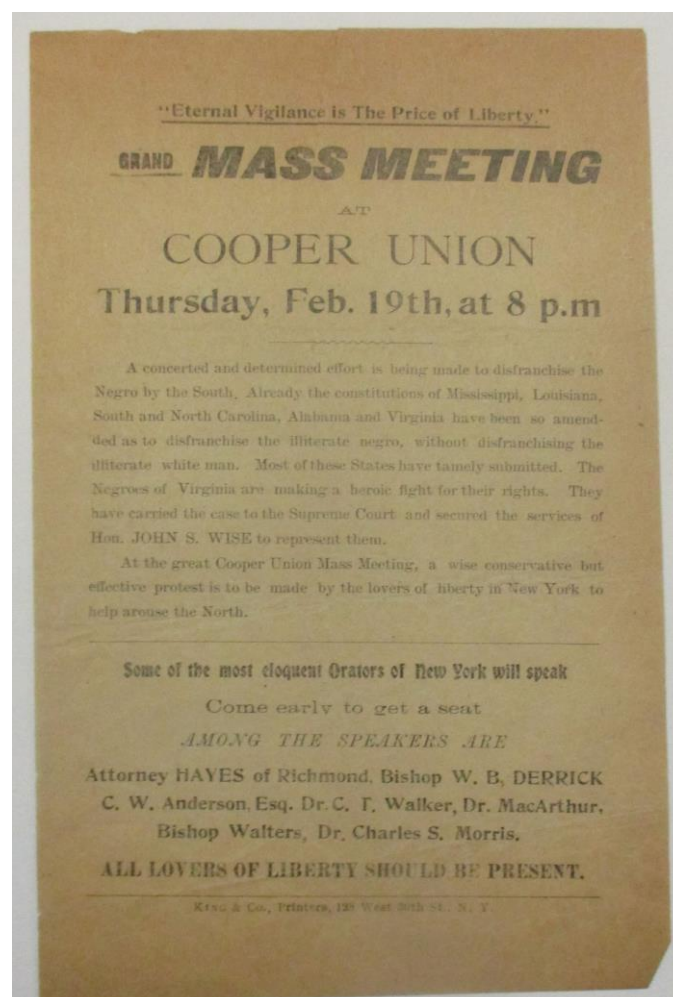 "Eternal Vigilance is The Price of Liberty."
GRAND MASS MEETING
AT
COOPER UNION
Thursday, Feb. 19th, at 8 p.m
A concerted and determined effort is being made to disfranchise the
Negro by the South. Already the constitutions of Mississippi, Louisiana,
South and North Carolina, Alabama and Virginia have been so amend-
ded as to disfranchise the illiterate negro, without disfranchising the
illiterate white man. Most of these States have tamely submitted. The
Negroes of Virginia are making a heroic fight for their rights. They
have carried the case to the Supreme Court and secured the services of
Hon. JOHN S. WISE to represent them.
At the great Cooper Union Mass Meeting, a wise conservative but
effective protest is to be made by the lovers of liberty in New York to
help arouse the North.
Some of the most eloquent Orators of New York will speak
Come early to get a seat
AMONG THE SPEAKERS ARE
Attorney HAYES of Richmond, Bishop W. B, DERRICK
C. W. Anderson, Esq. Dr. C. T. Walker, Dr. MacArthur,
Bishop Walters, Dr. Charles S. Morris.
ALL LOVERS OF LIBERTY SHOULD BE PRESENT.
King & Co., Printers, West 30th St., N. Y.